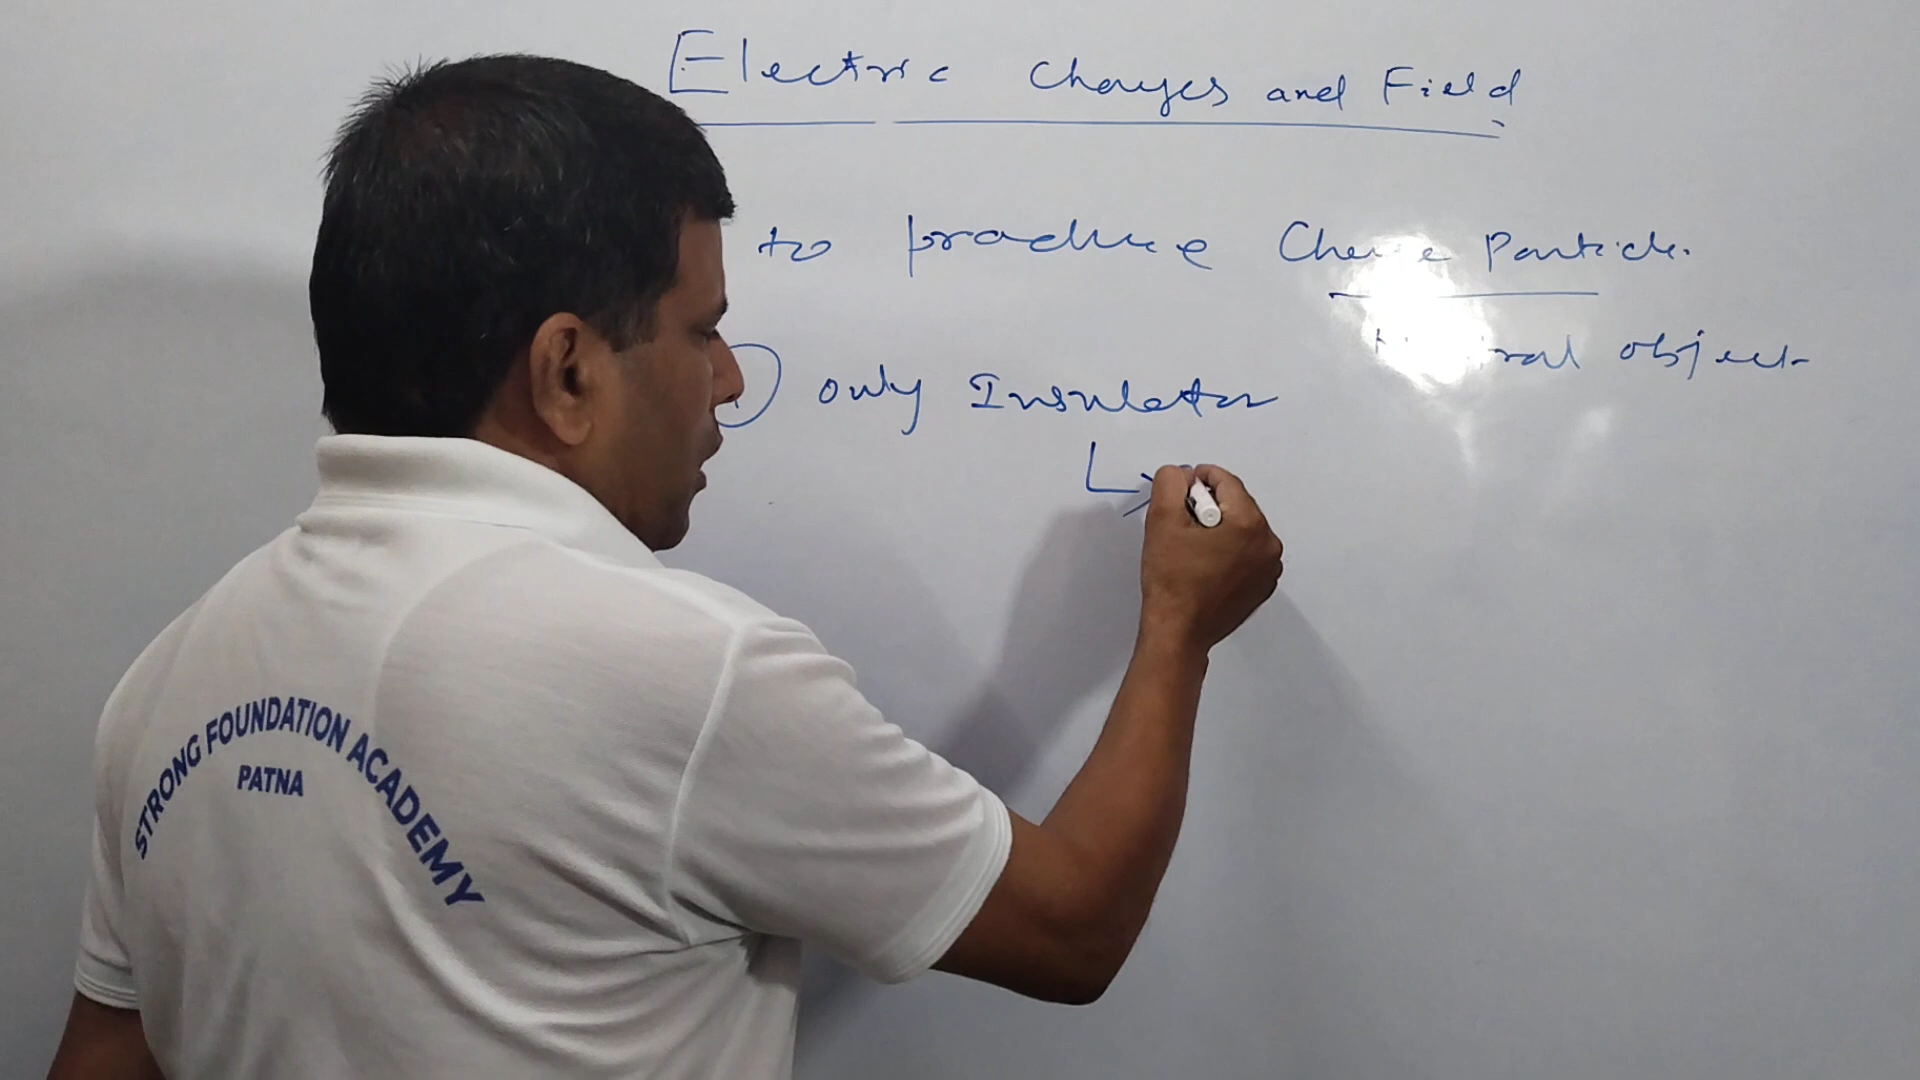 Electric Charges and Field
to produce Charge Particle.
Neutral object
only Insulator
STRONG FOUNDATION ACADEMY
PATNA